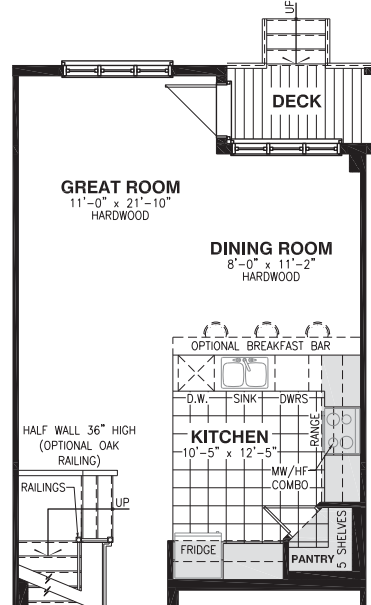 UP
DECK
GREAT ROOM
11'-0" x 21'-10"
HARDWOOD
DINING ROOM
8'-0" x 11'-2"
HARDWOOD
OPTIONAL BREAKFAST BAR
D.W. SINK DWRS
RANGE
KITCHEN
10'-5" x 12'-5"
MW/HF
COMBO
HALF WALL 36" HIGH
(OPTIONAL OAK
RAILING)
RAILINGS
UP
FRIDGE
PANTRY
5 SHELVES